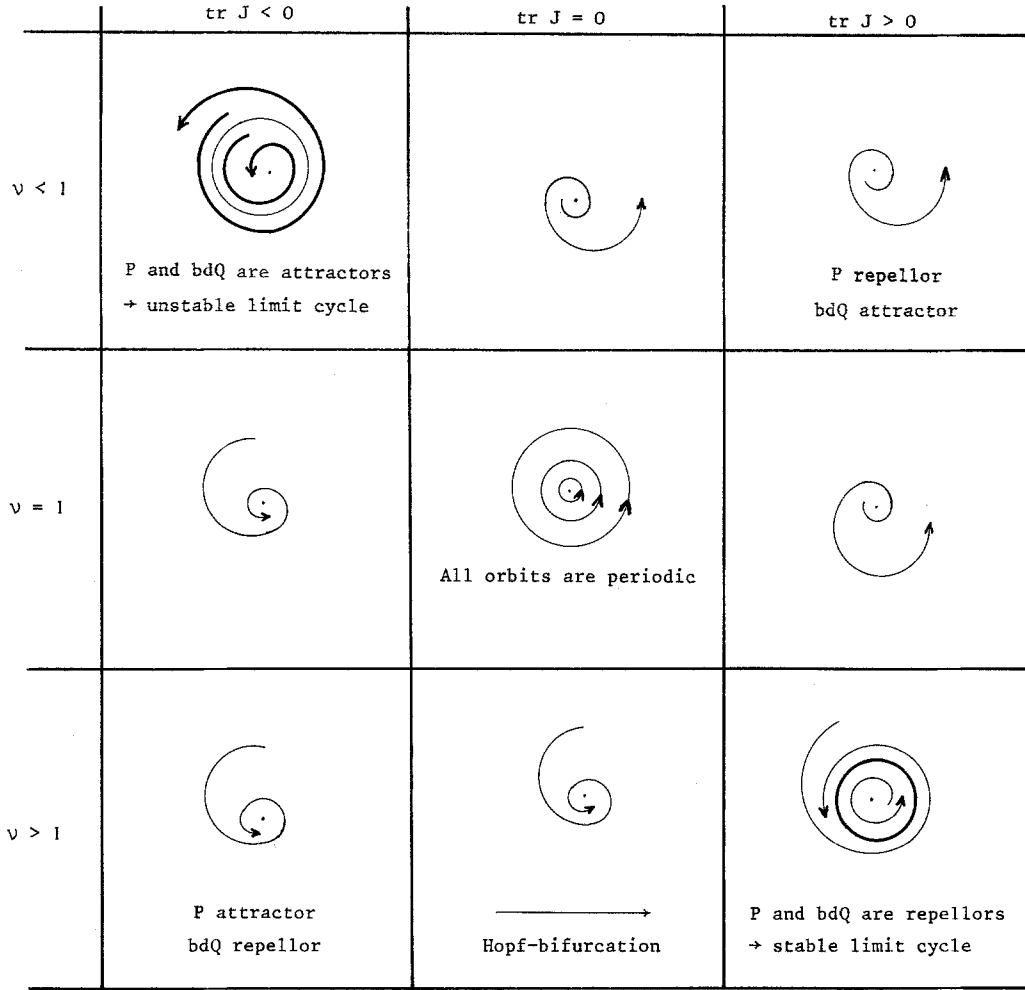 tr J < 0
tr J = 0
tr J > 0
ν < 1
P and bdQ are attractors
→ unstable limit cycle
P repellor
bdQ attractor
ν = 1
All orbits are periodic
ν > 1
P attractor
bdQ repellor
Hopf-bifurcation
P and bdQ are repellors
→ stable limit cycle